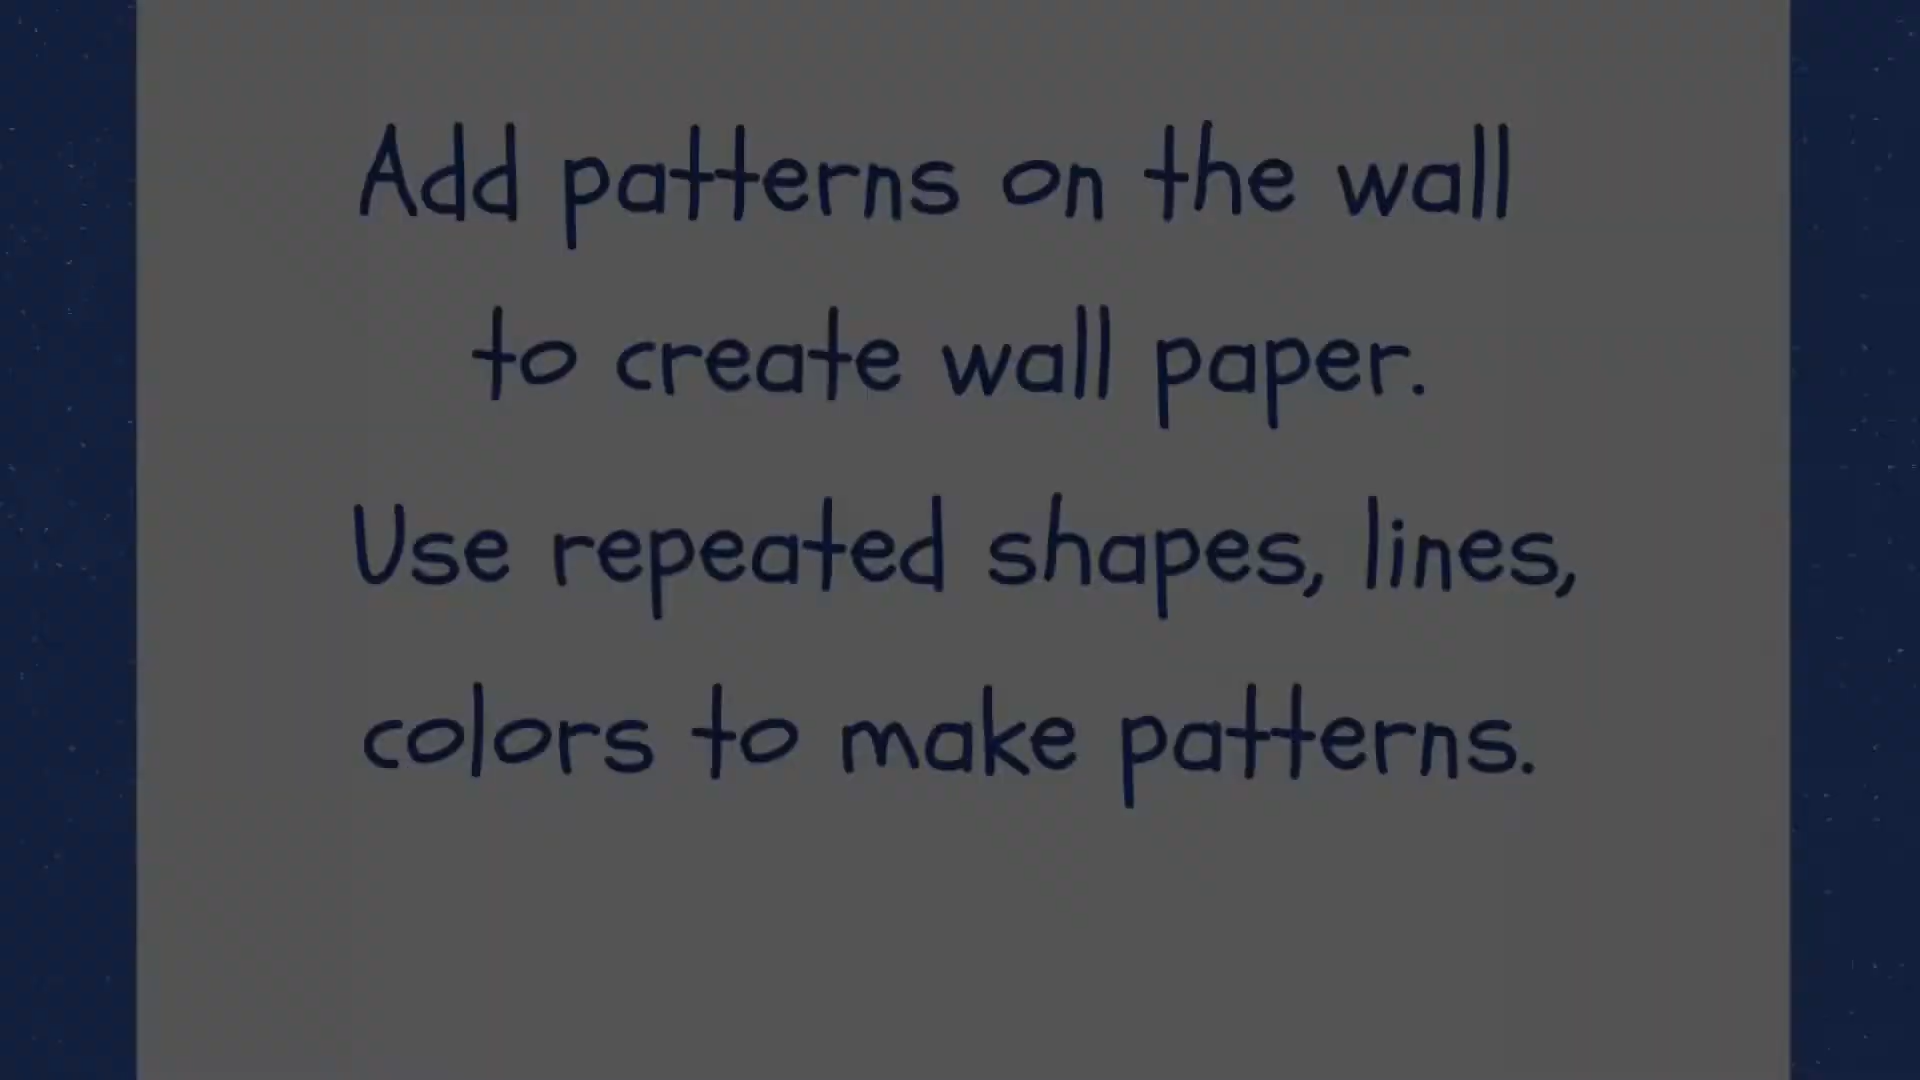 Add patterns on the wall
to create wall paper.
Use repeated shapes, lines,
colors to make patterns.